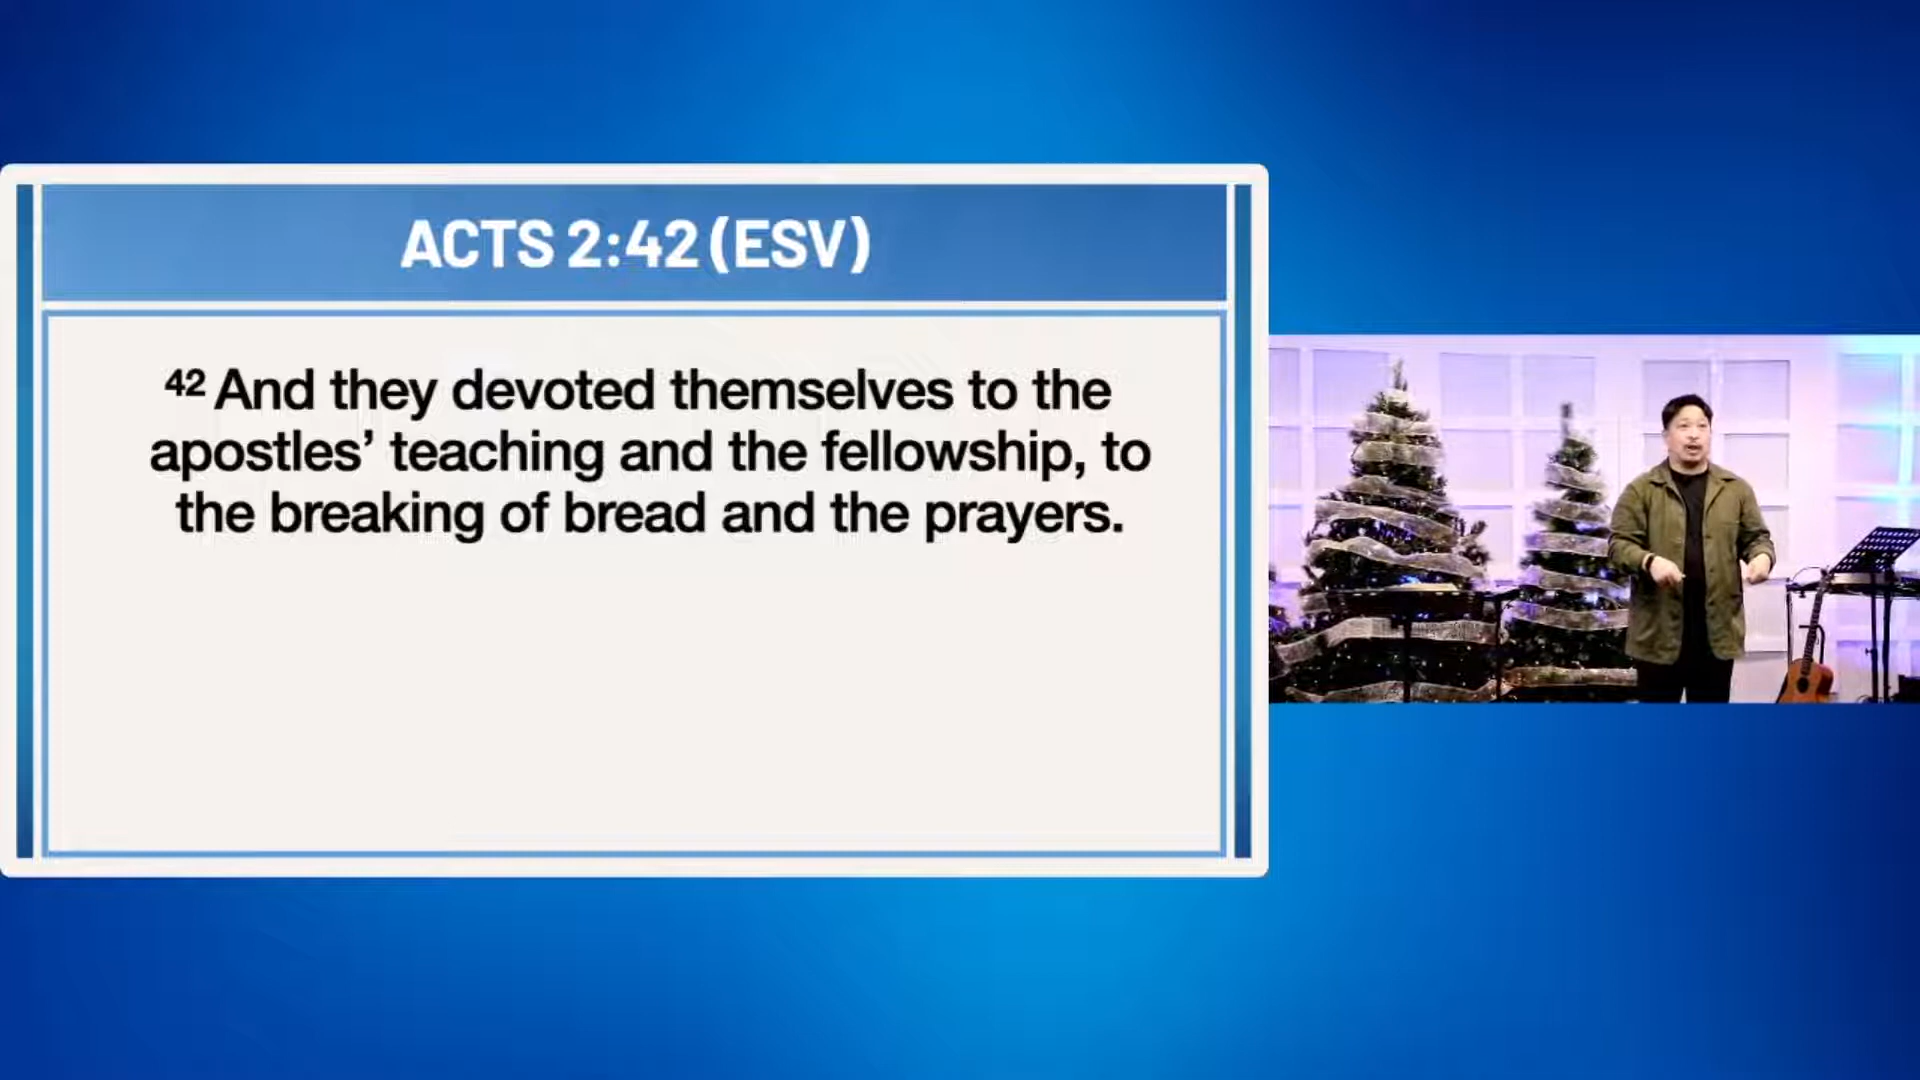 ACTS 2:42 (ESV)
42 And they devoted themselves to the
apostles’ teaching and the fellowship, to
the breaking of bread and the prayers.